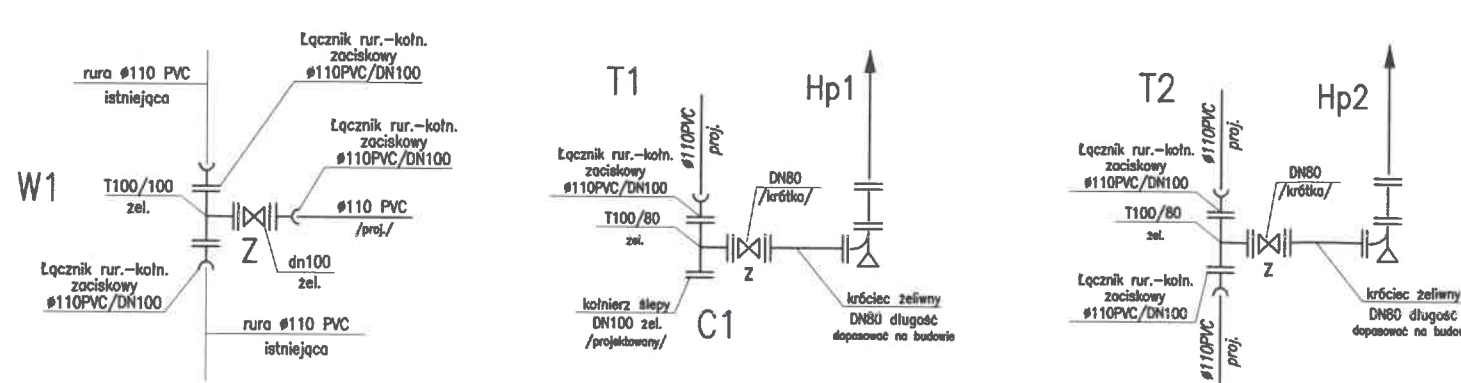 W1
rura ø110 PVC
istniejąca
Łącznik rur.-kołn.
zaciskowy
ø110PVC/DN100
Łącznik rur.-kołn.
zaciskowy
ø110PVC/DN100
T100/100
żel.
ø110 PVC
/proj./
Z
dn100
żel.
Łącznik rur.-kołn.
zaciskowy
ø110PVC/DN100
rura ø110 PVC
istniejąca
T1
Hp1
ø110PVC
proj.
Łącznik rur.-kołn.
zaciskowy
ø110PVC/DN100
DN80
/krótka/
T100/80
żel.
Z
kołnierz ślepy
DN100 żel.
/projektowany/
C1
króciec żeliwny
DN80 długość
dopasować na budowie
T2
Hp2
ø110PVC
proj.
Łącznik rur.-kołn.
zaciskowy
ø110PVC/DN100
DN80
/krótka/
T100/80
żel.
Z
Łącznik rur.-kołn.
zaciskowy
ø110PVC/DN100
ø110PVC
proj.
króciec żeliwny
DN80 długość
dopasować na budow